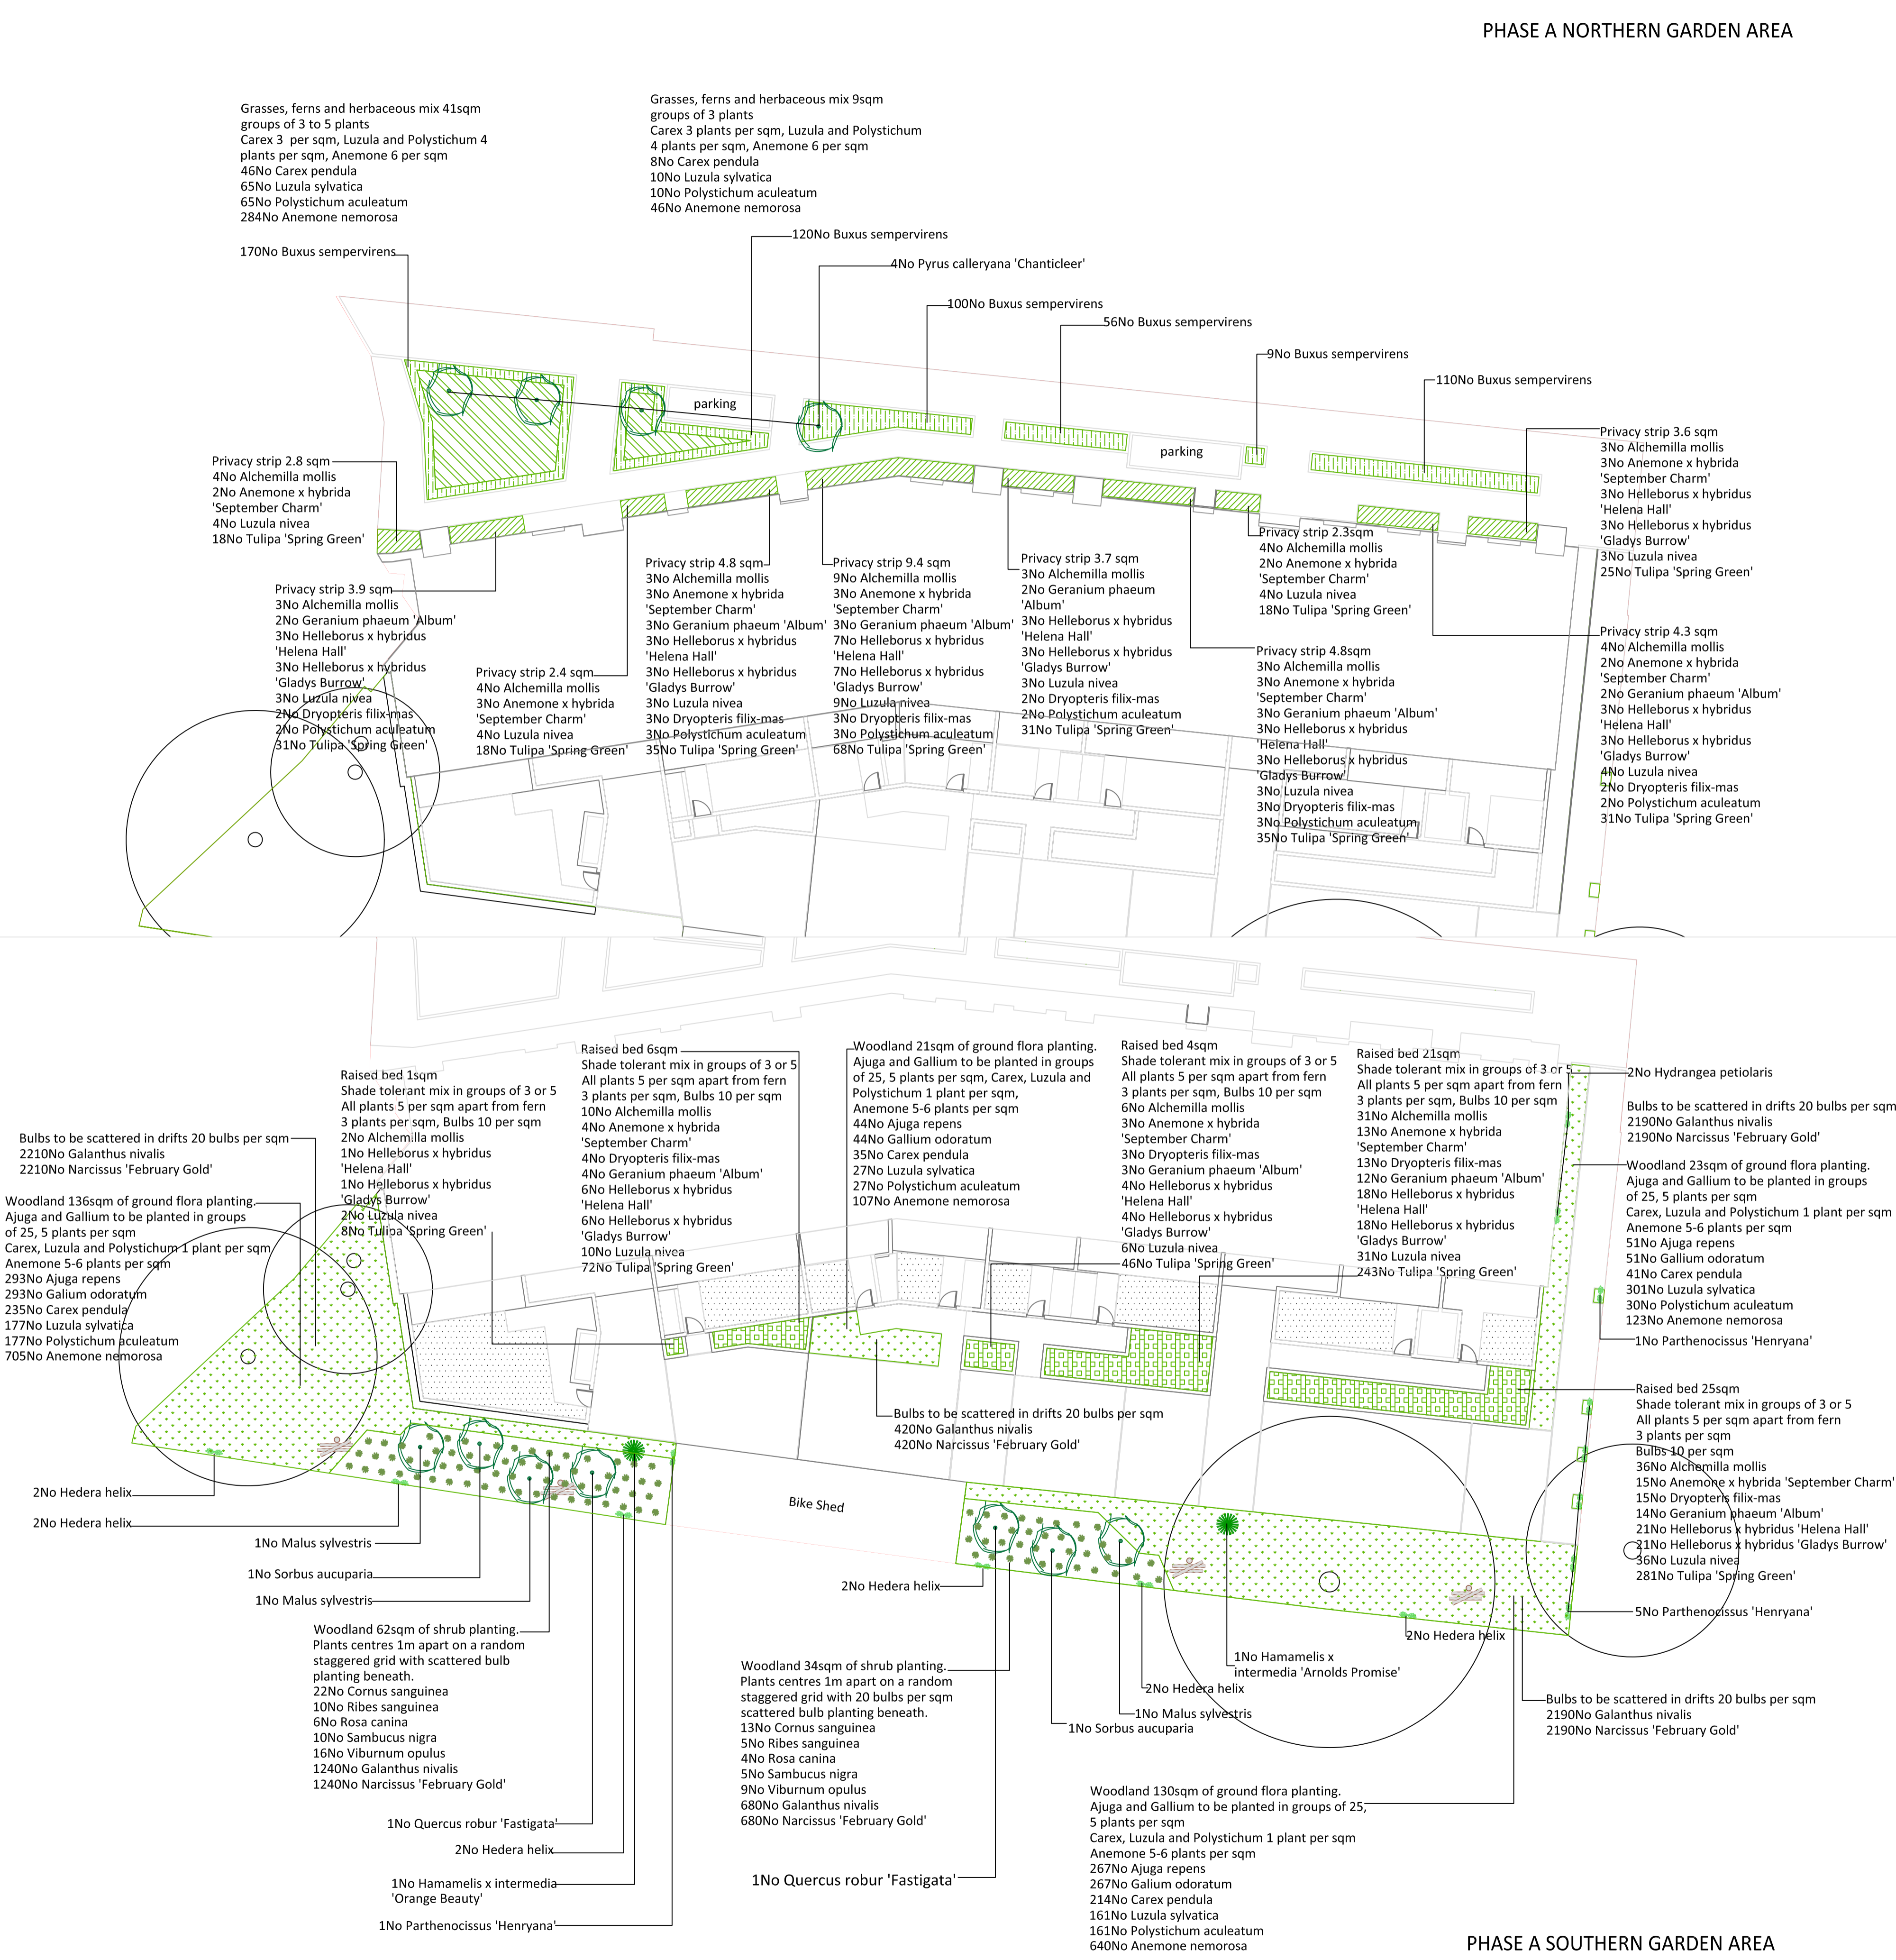 PHASE A NORTHERN GARDEN AREA
Grasses, ferns and herbaceous mix 41sqm
groups of 3 to 5 plants
Carex 3 per sqm, Luzula and Polystichum 4
plants per sqm, Anemone 6 per sqm
46No Carex pendula
65No Luzula sylvatica
65No Polystichum aculeatum
284No Anemone nemorosa
Grasses, ferns and herbaceous mix 9sqm
groups of 3 plants
Carex 3 plants per sqm, Luzula and Polystichum
4 plants per sqm, Anemone 6 per sqm
8No Carex pendula
10No Luzula sylvatica
10No Polystichum aculeatum
46No Anemone nemorosa
170No Buxus sempervirens
120No Buxus sempervirens
4No Pyrus calleryana 'Chanticleer'
100No Buxus sempervirens
56No Buxus sempervirens
9No Buxus sempervirens
110No Buxus sempervirens
parking
parking
Privacy strip 2.8 sqm
4No Alchemilla mollis
2No Anemone x hybrida
'September Charm'
4No Luzula nivea
18No Tulipa 'Spring Green'
Privacy strip 3.9 sqm
3No Alchemilla mollis
2No Geranium phaeum 'Album'
3No Helleborus x hybridus
'Helena Hall'
3No Helleborus x hybridus
'Gladys Burrow'
3No Luzula nivea
2No Dryopteris filix-mas
2No Polystichum aculeatum
31No Tulipa 'Spring Green'
Privacy strip 2.4 sqm
4No Alchemilla mollis
3No Anemone x hybrida
'September Charm'
4No Luzula nivea
18No Tulipa 'Spring Green'
Privacy strip 4.8 sqm
3No Alchemilla mollis
3No Anemone x hybrida
'September Charm'
3No Geranium phaeum 'Album'
3No Helleborus x hybridus
'Helena Hall'
3No Helleborus x hybridus
'Gladys Burrow'
3No Luzula nivea
3No Dryopteris filix-mas
3No Polystichum aculeatum
35No Tulipa 'Spring Green'
Privacy strip 9.4 sqm
9No Alchemilla mollis
3No Anemone x hybrida
'September Charm'
3No Geranium phaeum 'Album'
7No Helleborus x hybridus
'Helena Hall'
7No Helleborus x hybridus
'Gladys Burrow'
9No Luzula nivea
3No Dryopteris filix-mas
3No Polystichum aculeatum
68No Tulipa 'Spring Green'
Privacy strip 3.7 sqm
3No Alchemilla mollis
2No Geranium phaeum
'Album'
3No Helleborus x hybridus
'Helena Hall'
3No Helleborus x hybridus
'Gladys Burrow'
3No Luzula nivea
2No Dryopteris filix-mas
2No Polystichum aculeatum
31No Tulipa 'Spring Green'
Privacy strip 2.3sqm
4No Alchemilla mollis
2No Anemone x hybrida
'September Charm'
4No Luzula nivea
18No Tulipa 'Spring Green'
Privacy strip 4.8sqm
3No Alchemilla mollis
3No Anemone x hybrida
'September Charm'
3No Geranium phaeum 'Album'
3No Helleborus x hybridus
'Helena Hall'
3No Helleborus x hybridus
'Gladys Burrow'
3No Luzula nivea
3No Dryopteris filix-mas
3No Polystichum aculeatum
35No Tulipa 'Spring Green'
Privacy strip 3.6 sqm
3No Alchemilla mollis
3No Anemone x hybrida
'September Charm'
3No Helleborus x hybridus
'Helena Hall'
3No Helleborus x hybridus
'Gladys Burrow'
3No Luzula nivea
25No Tulipa 'Spring Green'
Privacy strip 4.3 sqm
4No Alchemilla mollis
2No Anemone x hybrida
'September Charm'
2No Geranium phaeum 'Album'
3No Helleborus x hybridus
'Helena Hall'
3No Helleborus x hybridus
'Gladys Burrow'
4No Luzula nivea
2No Dryopteris filix-mas
2No Polystichum aculeatum
31No Tulipa 'Spring Green'
Bulbs to be scattered in drifts 20 bulbs per sqm
2210No Galanthus nivalis
2210No Narcissus 'February Gold'
Woodland 136sqm of ground flora planting.
Ajuga and Gallium to be planted in groups
of 25, 5 plants per sqm
Carex, Luzula and Polystichum 1 plant per sqm
Anemone 5-6 plants per sqm
293No Ajuga repens
293No Galium odoratum
235No Carex pendula
177No Luzula sylvatica
177No Polystichum aculeatum
705No Anemone nemorosa
Raised bed 1sqm
Shade tolerant mix in groups of 3 or 5
All plants 5 per sqm apart from fern
3 plants per sqm, Bulbs 10 per sqm
2No Alchemilla mollis
1No Helleborus x hybridus
'Helena Hall'
1No Helleborus x hybridus
'Gladys Burrow'
2No Luzula nivea
8No Tulipa 'Spring Green'
Raised bed 6sqm
Shade tolerant mix in groups of 3 or 5
All plants 5 per sqm apart from fern
3 plants per sqm, Bulbs 10 per sqm
10No Alchemilla mollis
4No Anemone x hybrida
'September Charm'
4No Dryopteris filix-mas
4No Geranium phaeum 'Album'
6No Helleborus x hybridus
'Helena Hall'
6No Helleborus x hybridus
'Gladys Burrow'
10No Luzula nivea
72No Tulipa 'Spring Green'
Woodland 21sqm of ground flora planting.
Ajuga and Gallium to be planted in groups
of 25, 5 plants per sqm, Carex, Luzula and
Polystichum 1 plant per sqm,
Anemone 5-6 plants per sqm
44No Ajuga repens
44No Gallium odoratum
35No Carex pendula
27No Luzula sylvatica
27No Polystichum aculeatum
107No Anemone nemorosa
Raised bed 4sqm
Shade tolerant mix in groups of 3 or 5
All plants 5 per sqm apart from fern
3 plants per sqm, Bulbs 10 per sqm
6No Alchemilla mollis
3No Anemone x hybrida
'September Charm'
3No Dryopteris filix-mas
3No Geranium phaeum 'Album'
4No Helleborus x hybridus
'Helena Hall'
4No Helleborus x hybridus
'Gladys Burrow'
6No Luzula nivea
46No Tulipa 'Spring Green'
Raised bed 21sqm
Shade tolerant mix in groups of 3 or 5
All plants 5 per sqm apart from fern
3 plants per sqm, Bulbs 10 per sqm
31No Alchemilla mollis
13No Anemone x hybrida
'September Charm'
13No Dryopteris filix-mas
12No Geranium phaeum 'Album'
18No Helleborus x hybridus
'Helena Hall'
18No Helleborus x hybridus
'Gladys Burrow'
31No Luzula nivea
243No Tulipa 'Spring Green'
2No Hydrangea petiolaris
Bulbs to be scattered in drifts 20 bulbs per sqm
2190No Galanthus nivalis
2190No Narcissus 'February Gold'
Woodland 23sqm of ground flora planting.
Ajuga and Gallium to be planted in groups
of 25, 5 plants per sqm
Carex, Luzula and Polystichum 1 plant per sqm
Anemone 5-6 plants per sqm
51No Ajuga repens
51No Gallium odoratum
41No Carex pendula
301No Luzula sylvatica
30No Polystichum aculeatum
123No Anemone nemorosa
1No Parthenocissus 'Henryana'
Raised bed 25sqm
Shade tolerant mix in groups of 3 or 5
All plants 5 per sqm apart from fern
3 plants per sqm
Bulbs 10 per sqm
36No Alchemilla mollis
15No Anemone x hybrida 'September Charm'
15No Dryopteris filix-mas
14No Geranium phaeum 'Album'
21No Helleborus x hybridus 'Helena Hall'
21No Helleborus x hybridus 'Gladys Burrow'
36No Luzula nivea
281No Tulipa 'Spring Green'
5No Parthenocissus 'Henryana'
Bulbs to be scattered in drifts 20 bulbs per sqm
420No Galanthus nivalis
420No Narcissus 'February Gold'
Bike Shed
2No Hedera helix
2No Hedera helix
1No Malus sylvestris
1No Sorbus aucuparia
1No Malus sylvestris
Woodland 62sqm of shrub planting.
Plants centres 1m apart on a random
staggered grid with scattered bulb
planting beneath.
22No Cornus sanguinea
10No Ribes sanguinea
6No Rosa canina
10No Sambucus nigra
16No Viburnum opulus
1240No Galanthus nivalis
1240No Narcissus 'February Gold'
1No Quercus robur 'Fastigata'
2No Hedera helix
1No Hamamelis x intermedia
'Orange Beauty'
1No Parthenocissus 'Henryana'
2No Hedera helix
Woodland 34sqm of shrub planting.
Plants centres 1m apart on a random
staggered grid with 20 bulbs per sqm
scattered bulb planting beneath.
13No Cornus sanguinea
5No Ribes sanguinea
4No Rosa canina
5No Sambucus nigra
9No Viburnum opulus
680No Galanthus nivalis
680No Narcissus 'February Gold'
1No Quercus robur 'Fastigata'
2No Hedera helix
1No Hamamelis x
intermedia 'Arnolds Promise'
2No Hedera helix
1No Malus sylvestris
1No Sorbus aucuparia
Bulbs to be scattered in drifts 20 bulbs per sqm
2190No Galanthus nivalis
2190No Narcissus 'February Gold'
Woodland 130sqm of ground flora planting.
Ajuga and Gallium to be planted in groups of 25,
5 plants per sqm
Carex, Luzula and Polystichum 1 plant per sqm
Anemone 5-6 plants per sqm
267No Ajuga repens
267No Galium odoratum
214No Carex pendula
161No Luzula sylvatica
161No Polystichum aculeatum
640No Anemone nemorosa
PHASE A SOUTHERN GARDEN AREA